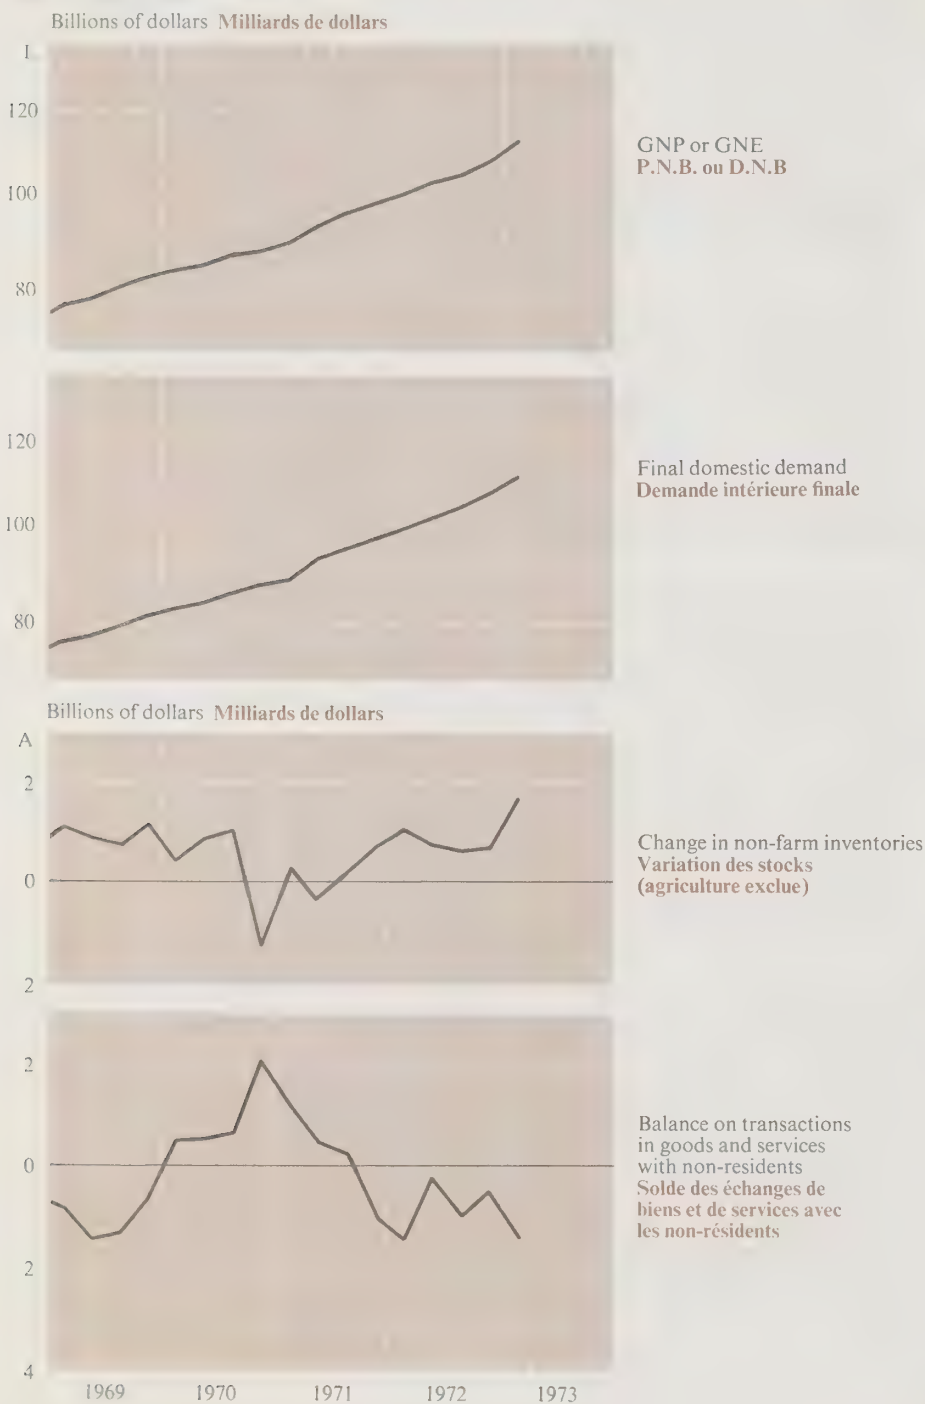 Billions of dollars Milliards de dollars
L
120
100
80
GNP or GNE
P.N.B. ou D.N.B
120
100
80
Final domestic demand
Demande intérieure finale
Billions of dollars Milliards de dollars
A
2
0
2
Change in non-farm inventories
Variation des stocks
(agriculture exclue)
2
0
2
4
Balance on transactions
in goods and services
with non-residents
Solde des échanges de
biens et de services avec
les non-résidents
1969 1970 1971 1972 1973